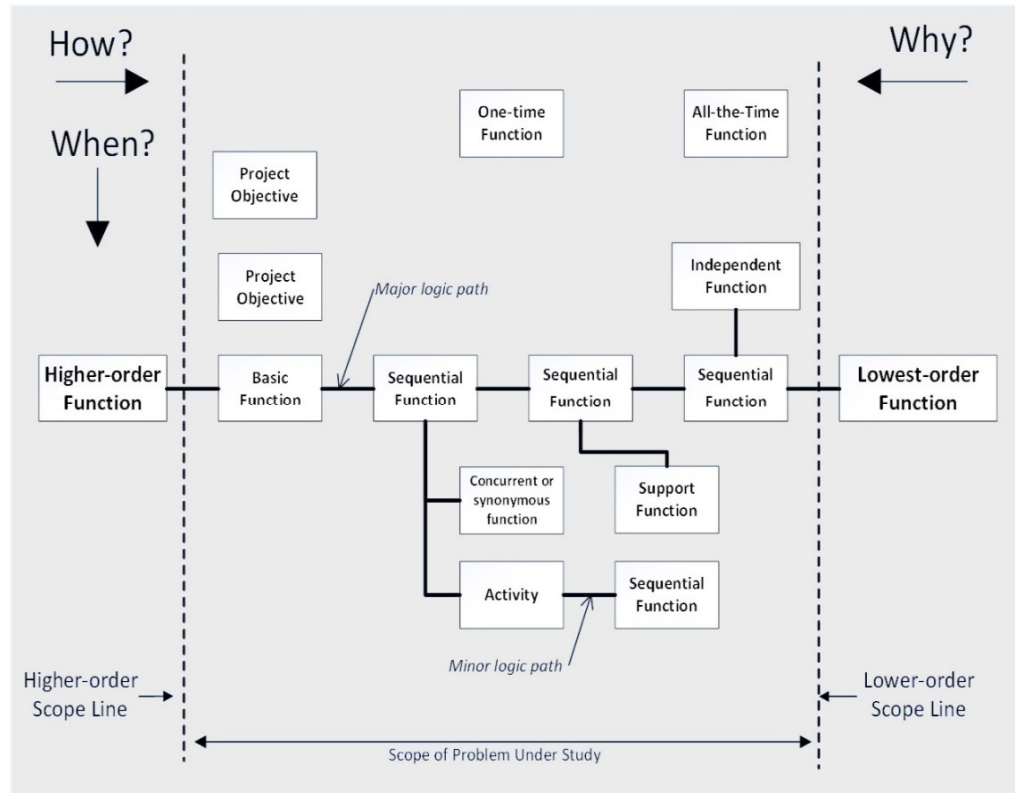 How?
Why?
When?
One-time
Function
All-the-Time
Function
Project
Objective
Project
Objective
Major logic path
Independent
Function
Higher-order
Function
Basic
Function
Sequential
Function
Sequential
Function
Sequential
Function
Lowest-order
Function
Concurrent or
synonymous
function
Support
Function
Activity
Sequential
Function
Minor logic path
Higher-order
Scope Line
Lower-order
Scope Line
Scope of Problem Under Study